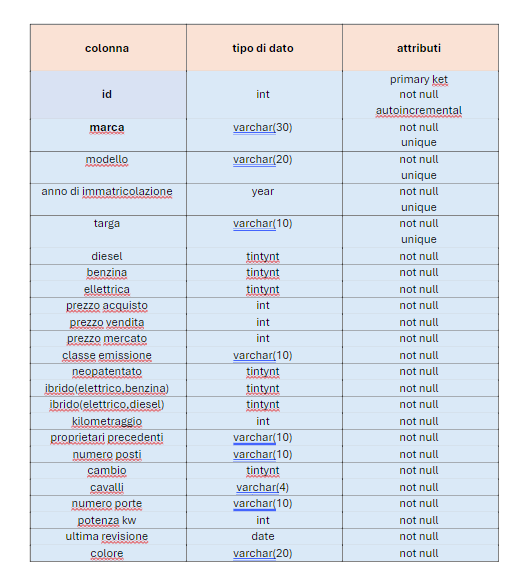 colonna tipo di dato attributi
primary ket
id int not null
autoincremental
marca varchar(30) not null
unique
modello varchar(20) not null
unique
anno di immatricolazione year not null
unique
targa varchar(10) not null
unique
diesel tintynt not null
benzina tintynt not null
ellettrica tintynt not null
prezzo acquisto int not null
prezzo vendita int not null
prezzo mercato int not null
classe emissione varchar(10) not null
neopatentato tintynt not null
ibrido(elettrico,benzina) tintynt not null
ibrido(elettrico,diesel) tintynt not null
kilometraggio int not null
proprietari precedenti varchar(10) not null
numero posti varchar(10) not null
cambio tintynt not null
cavalli varchar(4) not null
numero porte varchar(10) not null
potenza kw int not null
ultima revisione date not null
colore varchar(20) not null